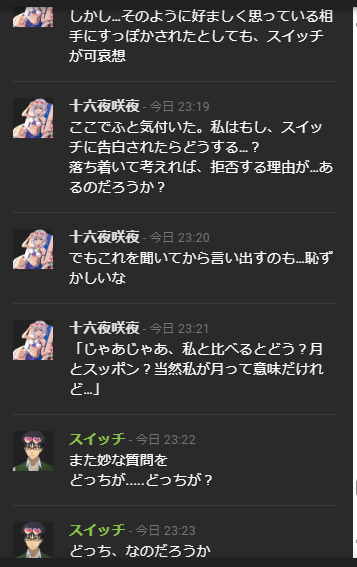 しかし…そのように好ましく思っている相
手にすっぽかされたとしても、スイッチ
が可哀想
十六夜咲夜 - 今日 23:19
ここでふと気付いた。私はもし、スイッ
チに告白されたらどうする…？
落ち着いて考えれば、拒否する理由が…あ
るのだろうか？
十六夜咲夜 - 今日 23:20
でもこれを聞いてから言い出すのも…恥ず
かしいな
十六夜咲夜 - 今日 23:21
「じゃあじゃあ、私と比べるとどう？月
とスッポン？当然私が月って意味だけれ
ど…」
スイッチ - 今日 23:22
また妙な質問を
どっちが.....どっちが？
スイッチ - 今日 23:23
どっち、なのだろうか